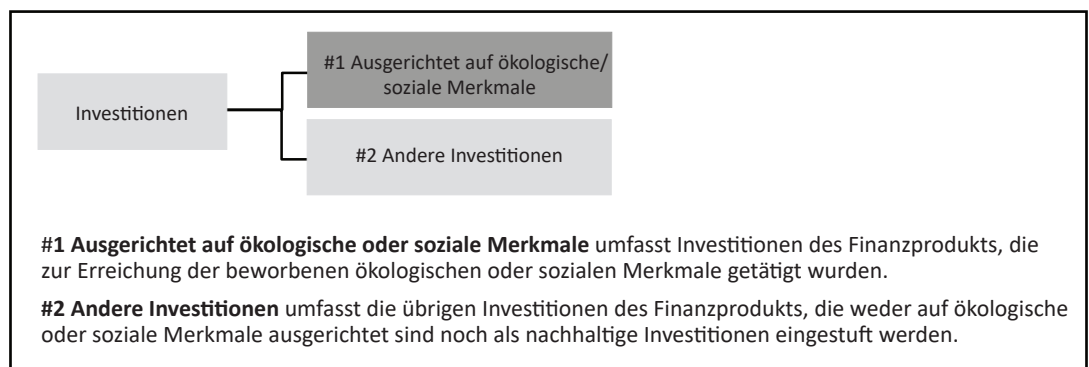 #1 Ausgerichtet auf ökologische/
soziale Merkmale
Investitionen
#2 Andere Investitionen
#1 Ausgerichtet auf ökologische oder soziale Merkmale umfasst Investitionen des Finanzprodukts, die
zur Erreichung der beworbenen ökologischen oder sozialen Merkmale getätigt wurden.
#2 Andere Investitionen umfasst die übrigen Investitionen des Finanzprodukts, die weder auf ökologische
oder soziale Merkmale ausgerichtet sind noch als nachhaltige Investitionen eingestuft werden.